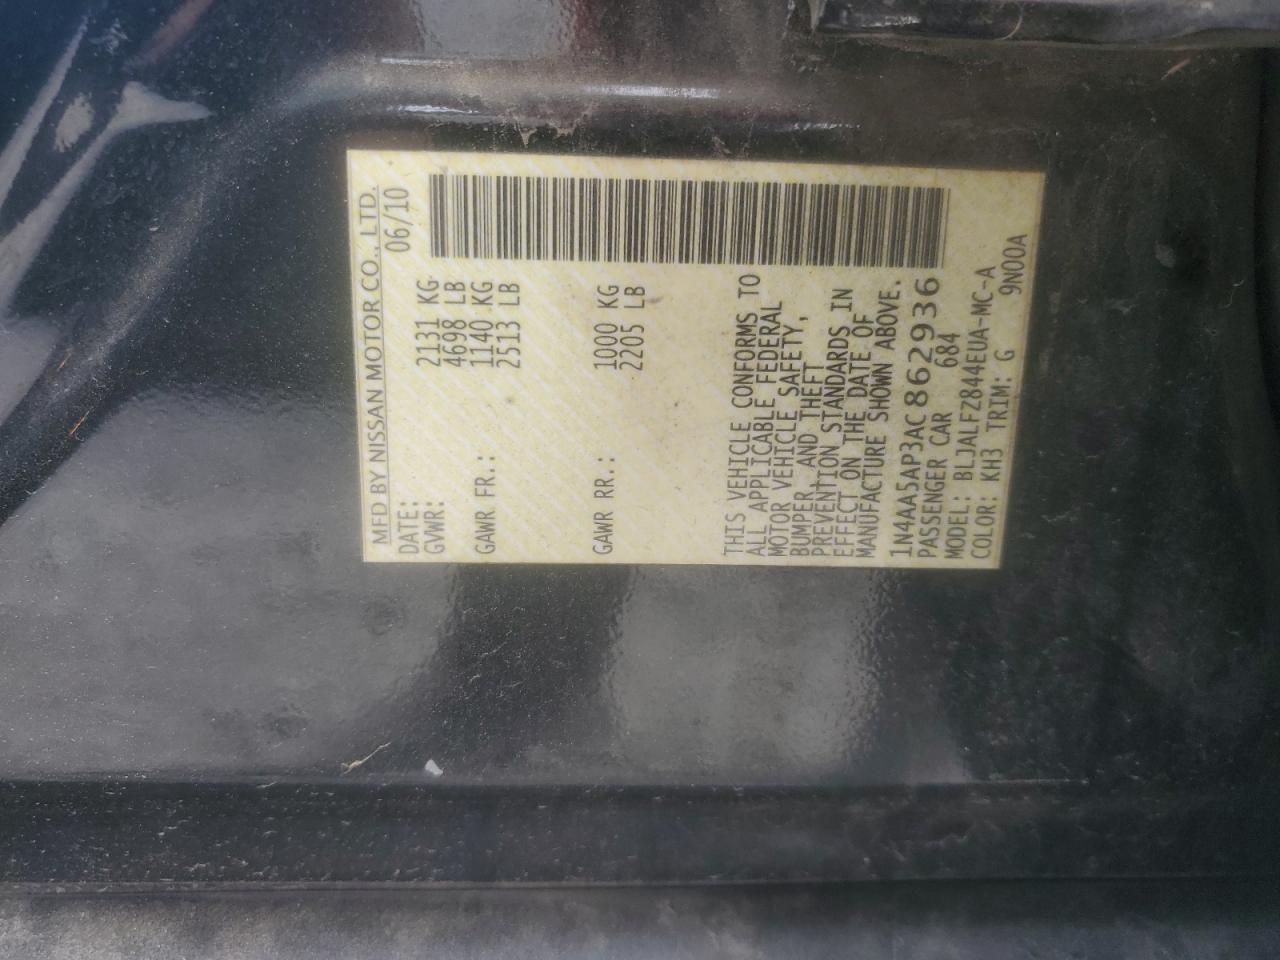 MFD BY NISSAN MOTOR CO., LTD.
DATE: 06/10
GVWR: 2131 KG
4698 LB
GAWR FR.: 1140 KG
2513 LB
GAWR RR.: 1000 KG
2205 LB
THIS VEHICLE CONFORMS TO
ALL APPLICABLE FEDERAL
MOTOR VEHICLE SAFETY,
BUMPER, AND THEFT
PREVENTION STANDARDS IN
EFFECT ON THE DATE OF
MANUFACTURE SHOWN ABOVE.
1N4AA5AP3AC862936
PASSENGER CAR 684
MODEL: BLJALFZ844EUA-MC-A
COLOR: KH3 TRIM: G 9N00A